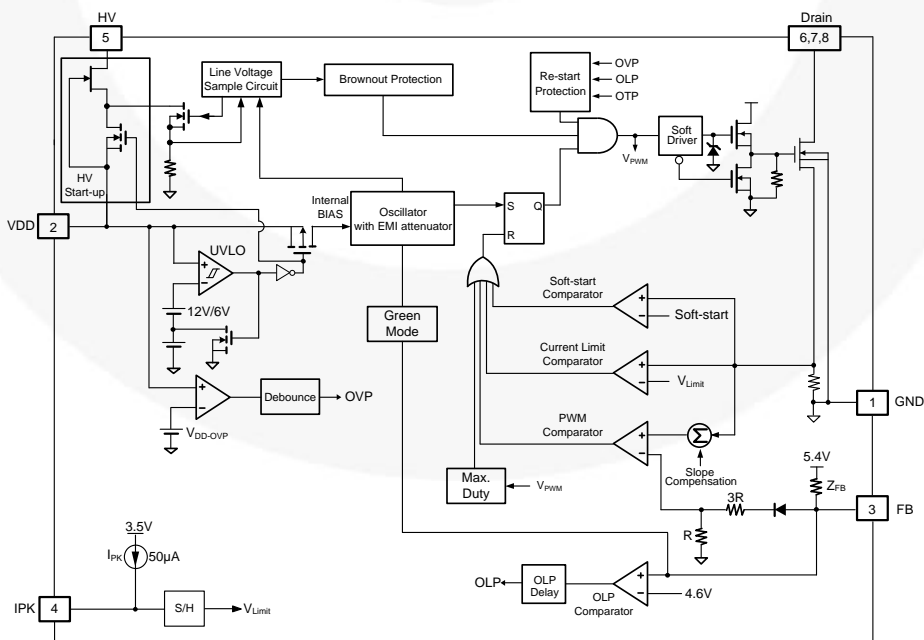 HV
5
Drain
6,7,8
Line Voltage
Sample Circuit
Brownout Protection
Re-start
Protection
OVP
OLP
OTP
Soft
Driver
VPWM
HV
Start-up
VDD
2
Internal
BIAS
Oscillator
with EMI attenuator
S
Q
R
UVLO
12V/6V
Green
Mode
Soft-start
Comparator
+
−
Soft-start
Current Limit
Comparator
+
−
VLimit
+
−
+
−
Debounce
OVP
VDD-OVP
PWM
Comparator
+
−
Σ
Slope
Compensation
1
GND
5.4V
ZFB
Max.
Duty
VPWM
3R
R
3
FB
3.5V
IPK
50µA
OLP
OLP
Delay
OLP
Comparator
+
−
4.6V
IPK
4
S/H
VLimit